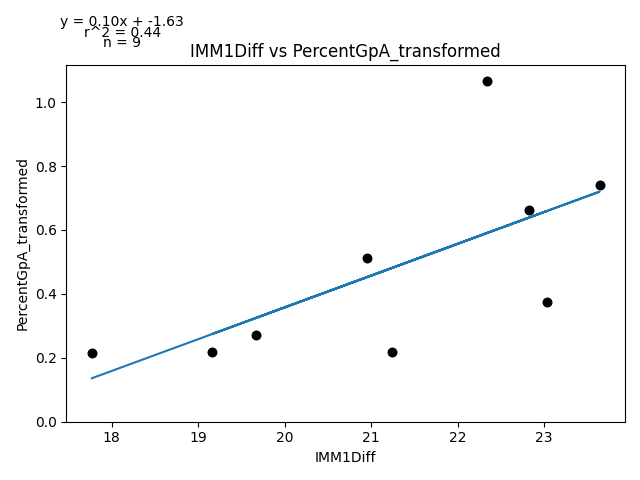 y = 0.10x + -1.63
r^2 = 0.44
n = 9
IMM1Diff vs PercentGpA_transformed
1.0
0.8
0.6
0.4
0.2
0.0
PercentGpA_transformed
18 19 20 21 22 23
IMM1Diff